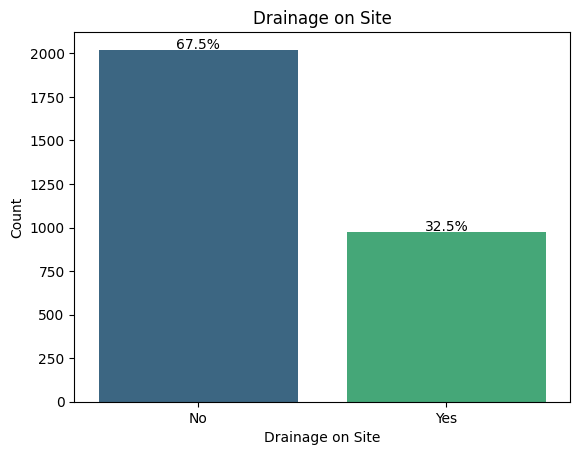 Drainage on Site
67.5%
32.5%
2000
1750
1500
1250
1000
750
500
250
0
Count
No
Yes
Drainage on Site